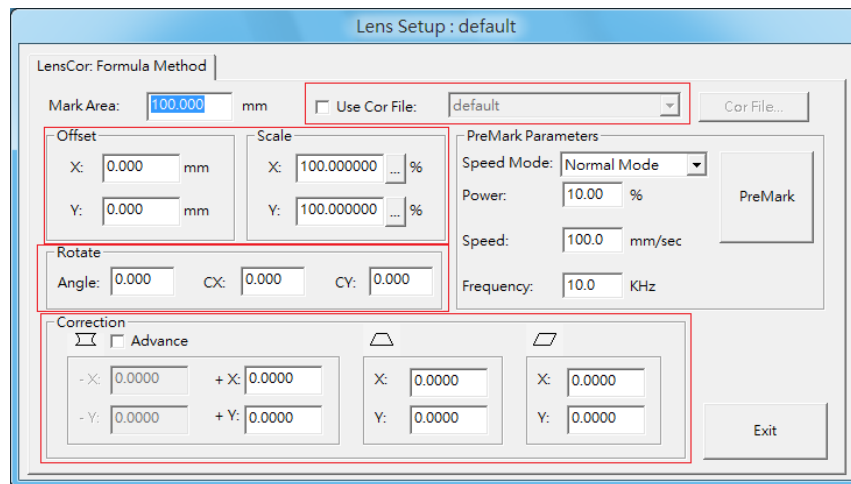 Lens Setup : default
LensCor: Formula Method
Mark Area: 100.000 mm Use Cor File: default Cor File...
Offset Scale PreMark Parameters
X: 0.000 mm X: 100.000000 ... % Speed Mode: Normal Mode
Y: 0.000 mm Y: 100.000000 ... % Power: 10.00 % PreMark
Speed: 100.0 mm/sec
Rotate
Angle: 0.000 CX: 0.000 CY: 0.000 Frequency: 10.0 KHz
Correction
Advance
- X: 0.0000 + X: 0.0000 X: 0.0000 X: 0.0000
- Y: 0.0000 + Y: 0.0000 Y: 0.0000 Y: 0.0000
Exit